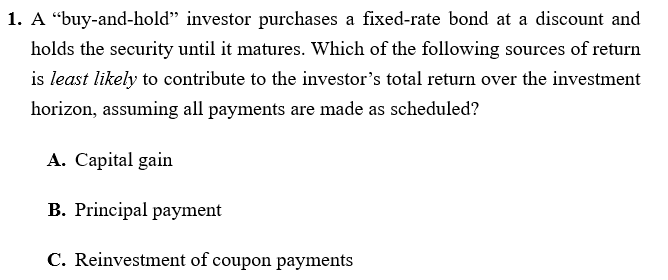 1. A “buy-and-hold” investor purchases a fixed-rate bond at a discount and
holds the security until it matures. Which of the following sources of return
is least likely to contribute to the investor’s total return over the investment
horizon, assuming all payments are made as scheduled?
A. Capital gain
B. Principal payment
C. Reinvestment of coupon payments